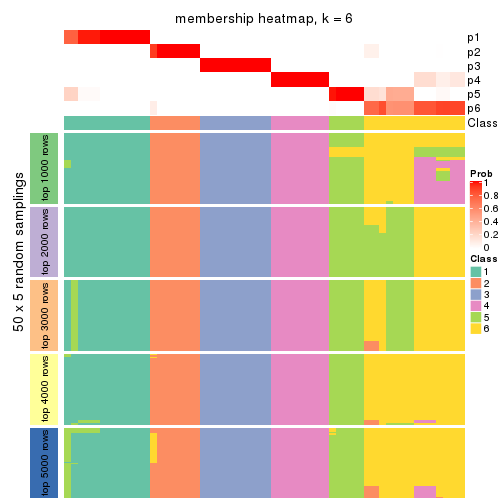 membership heatmap, k = 6
p1
p2
p3
p4
p5
p6
Class
50 x 5 random samplings
top 1000 rows
top 2000 rows
top 3000 rows
top 4000 rows
top 5000 rows
Prob
1
0.8
0.6
0.4
0.2
0
Class
1
2
3
4
5
6